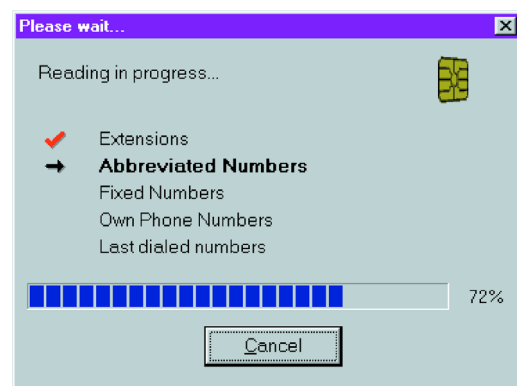 Please wait...
Reading in progress...
Extensions
Abbreviated Numbers
Fixed Numbers
Own Phone Numbers
Last dialed numbers
72%
Cancel